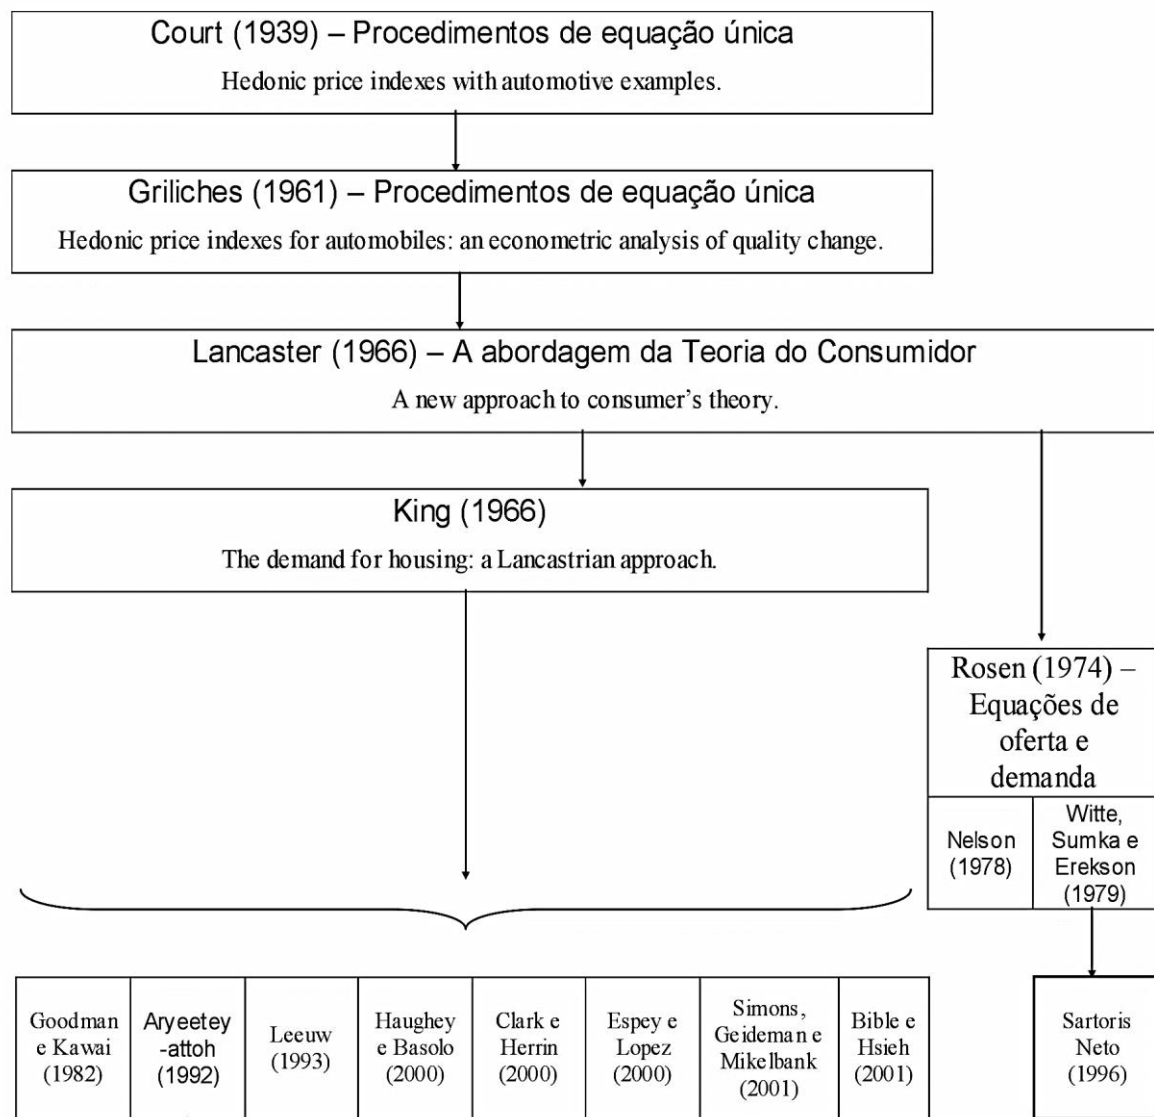 Court (1939) – Procedimentos de equação única
Hedonic price indexes with automotive examples.
Griliches (1961) – Procedimentos de equação única
Hedonic price indexes for automobiles: an econometric analysis of quality change.
Lancaster (1966) – A abordagem da Teoria do Consumidor
A new approach to consumer’s theory.
King (1966)
The demand for housing: a Lancastrian approach.
Rosen (1974) –
Equações de
oferta e
demanda
Nelson
(1978)
Witte,
Sumka e
Erekson
(1979)
Goodman
e Kawai
(1982)
Aryeetey
-attoh
(1992)
Leeuw
(1993)
Haughey
e Basolo
(2000)
Clark e
Herrin
(2000)
Espey e
Lopez
(2000)
Simons,
Geideman e
Mikelbank
(2001)
Bible e
Hsieh
(2001)
Sartoris
Neto
(1996)